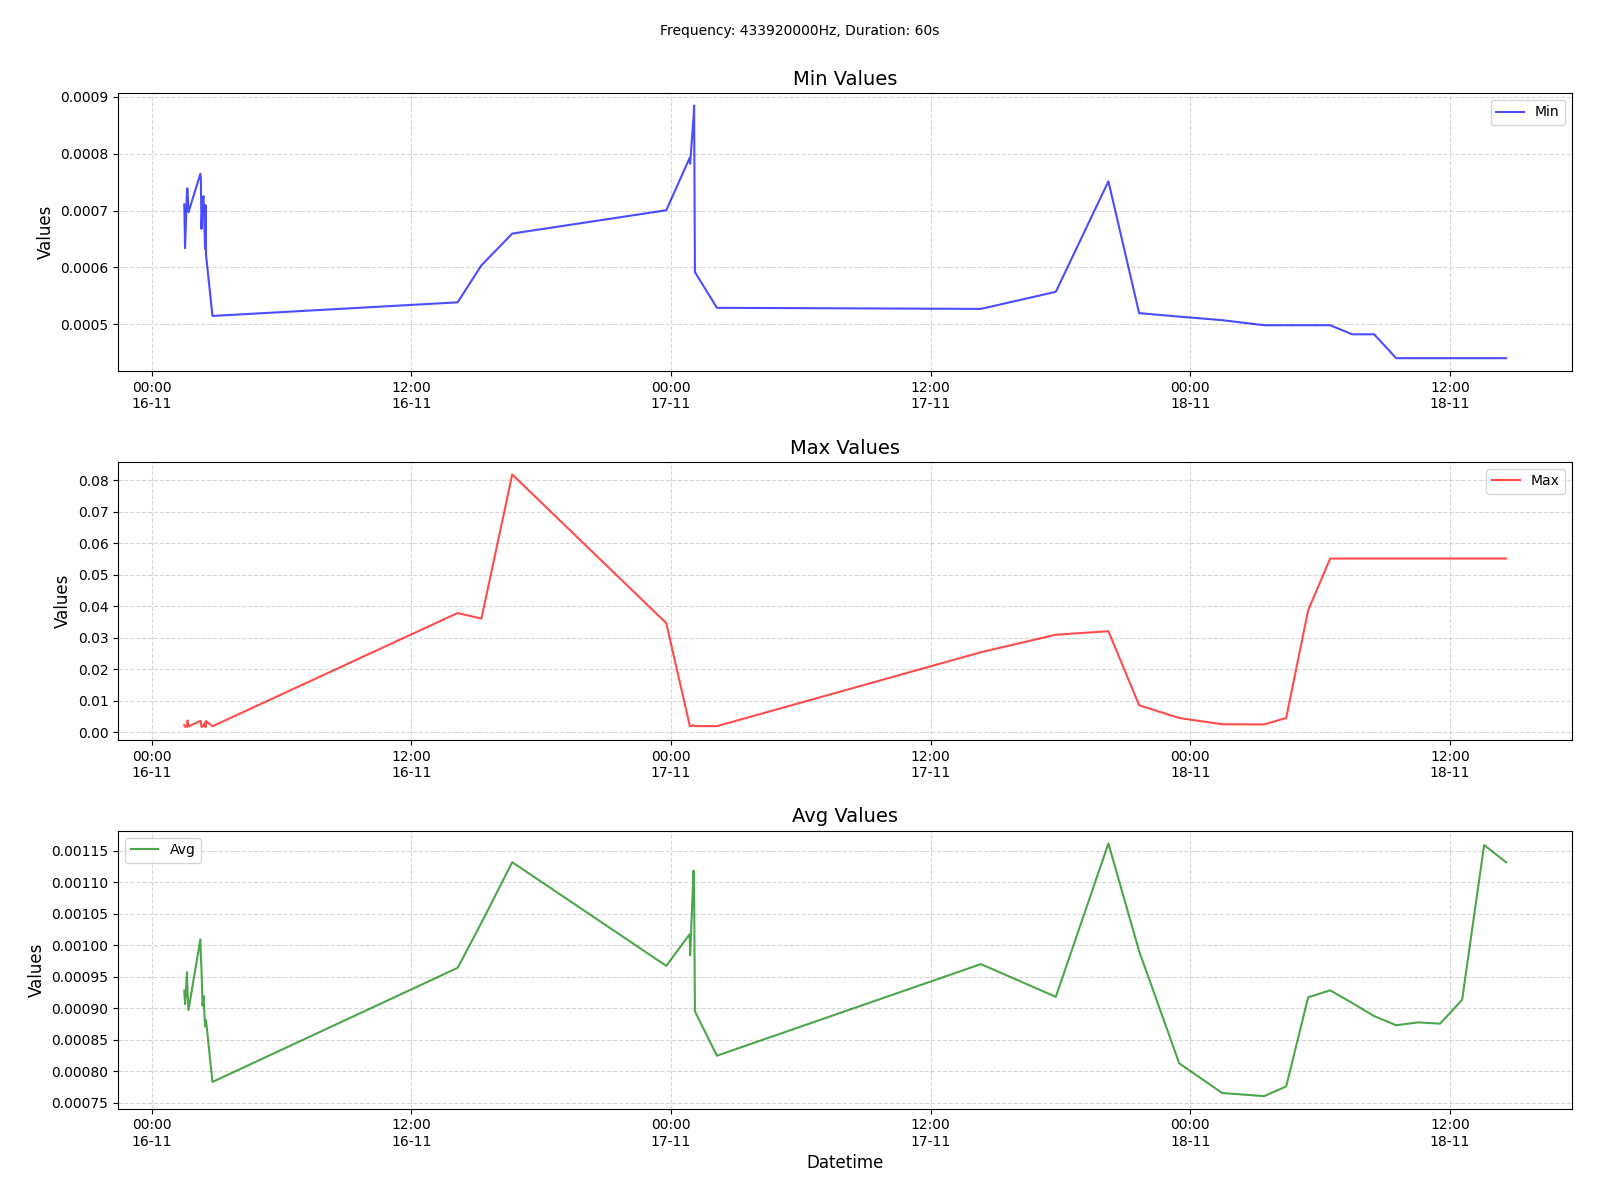 Frequency: 433920000Hz, Duration: 60s
Min Values
Values
0.0009
0.0008
0.0007
0.0006
0.0005
Min
00:00 12:00 00:00 12:00 00:00 12:00
16-11 16-11 17-11 17-11 18-11 18-11
Max Values
Values
0.08
0.07
0.06
0.05
0.04
0.03
0.02
0.01
0.00
Max
00:00 12:00 00:00 12:00 00:00 12:00
16-11 16-11 17-11 17-11 18-11 18-11
Avg Values
Values
0.00115
0.00110
0.00105
0.00100
0.00095
0.00090
0.00085
0.00080
0.00075
Avg
00:00 12:00 00:00 12:00 00:00 12:00
16-11 16-11 17-11 17-11 18-11 18-11
Datetime